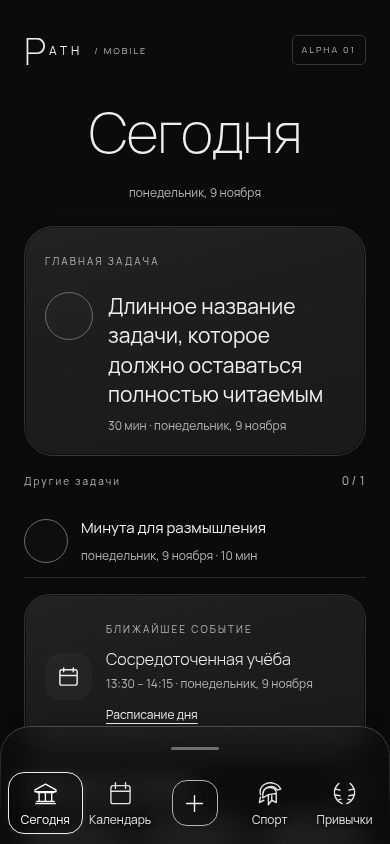 PATH / MOBILE ALPHA 01
Сегодня
понедельник, 9 ноября
ГЛАВНАЯ ЗАДАЧА
Длинное название
задачи, которое
должно оставаться
полностью читаемым
30 мин · понедельник, 9 ноября
Другие задачи 0 / 1
Минута для размышления
понедельник, 9 ноября · 10 мин
БЛИЖАЙШЕЕ СОБЫТИЕ
Сосредоточенная учёба
13:30 – 14:15 · понедельник, 9 ноября
Расписание дня
Сегодня Календарь Спорт Привычки